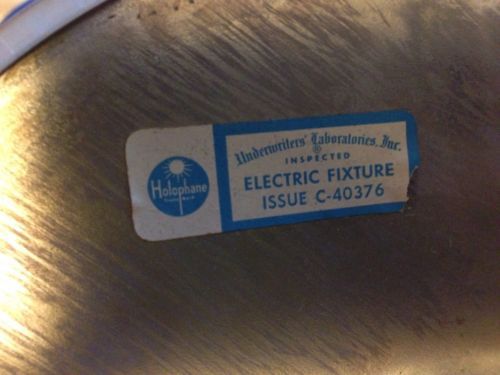 Holophane
Underwriters' Laboratories, Inc.
®
INSPECTED
ELECTRIC FIXTURE
ISSUE C-40376